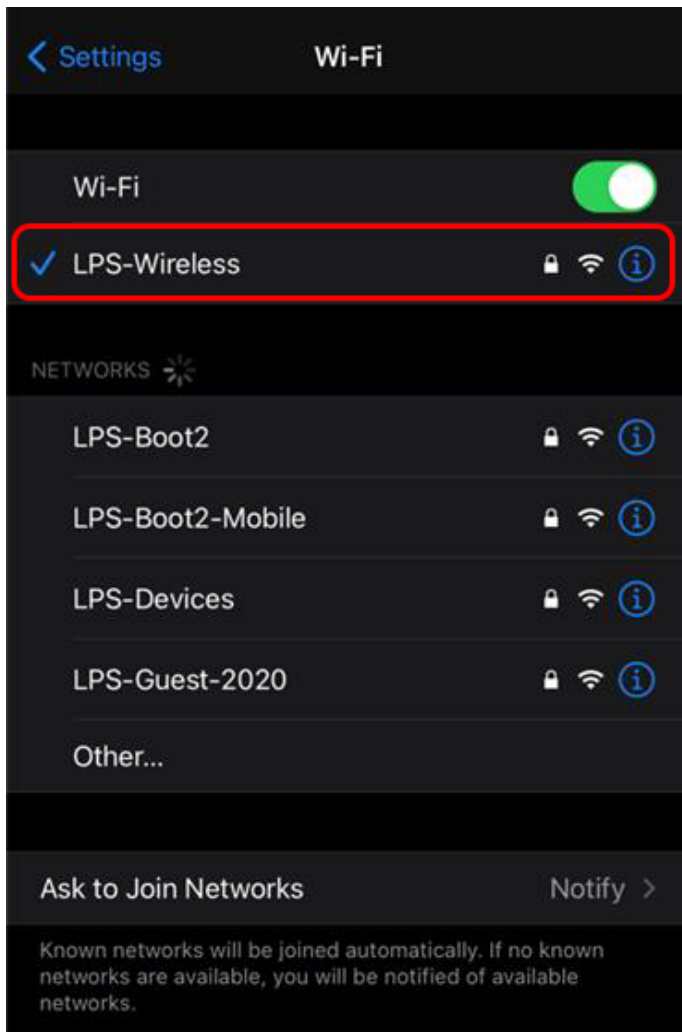 Settings
Wi-Fi
Wi-Fi
LPS-Wireless
NETWORKS
LPS-Boot2
LPS-Boot2-Mobile
LPS-Devices
LPS-Guest-2020
Other...
Ask to Join Networks Notify
Known networks will be joined automatically. If no known
networks are available, you will be notified of available
networks.